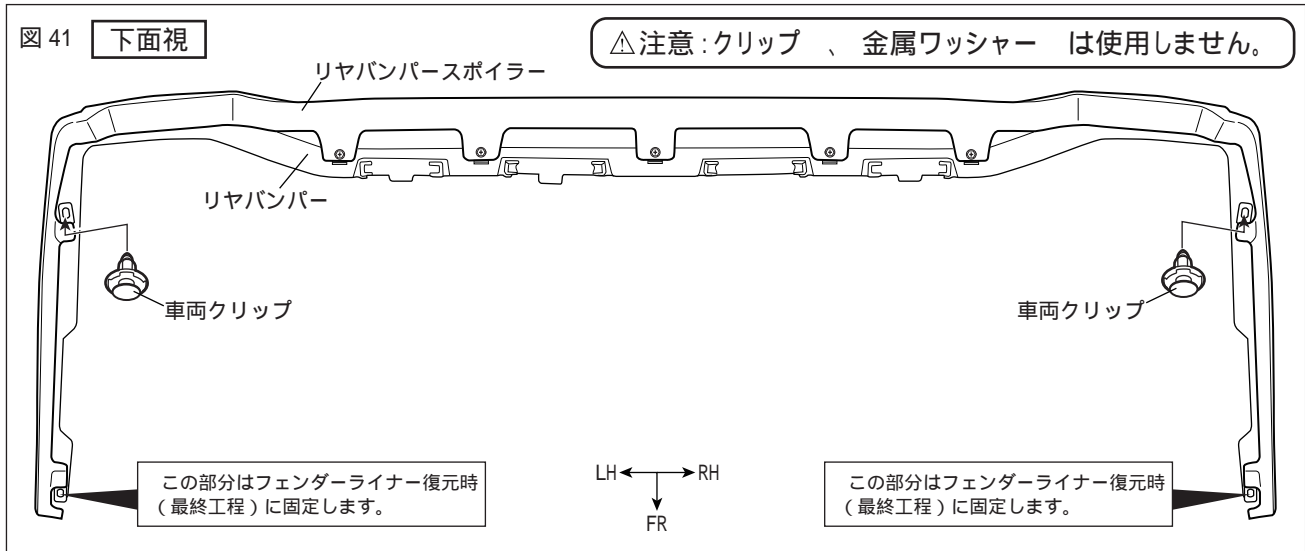 図 41 下面視
⚠注意：クリップ 、 金属ワッシャー は使用しません。
リヤバンパースポイラー
リヤバンパー
車両クリップ
車両クリップ
この部分はフェンダーライナー復元時
（最終工程）に固定します。
LH RH
FR
この部分はフェンダーライナー復元時
（最終工程）に固定します。